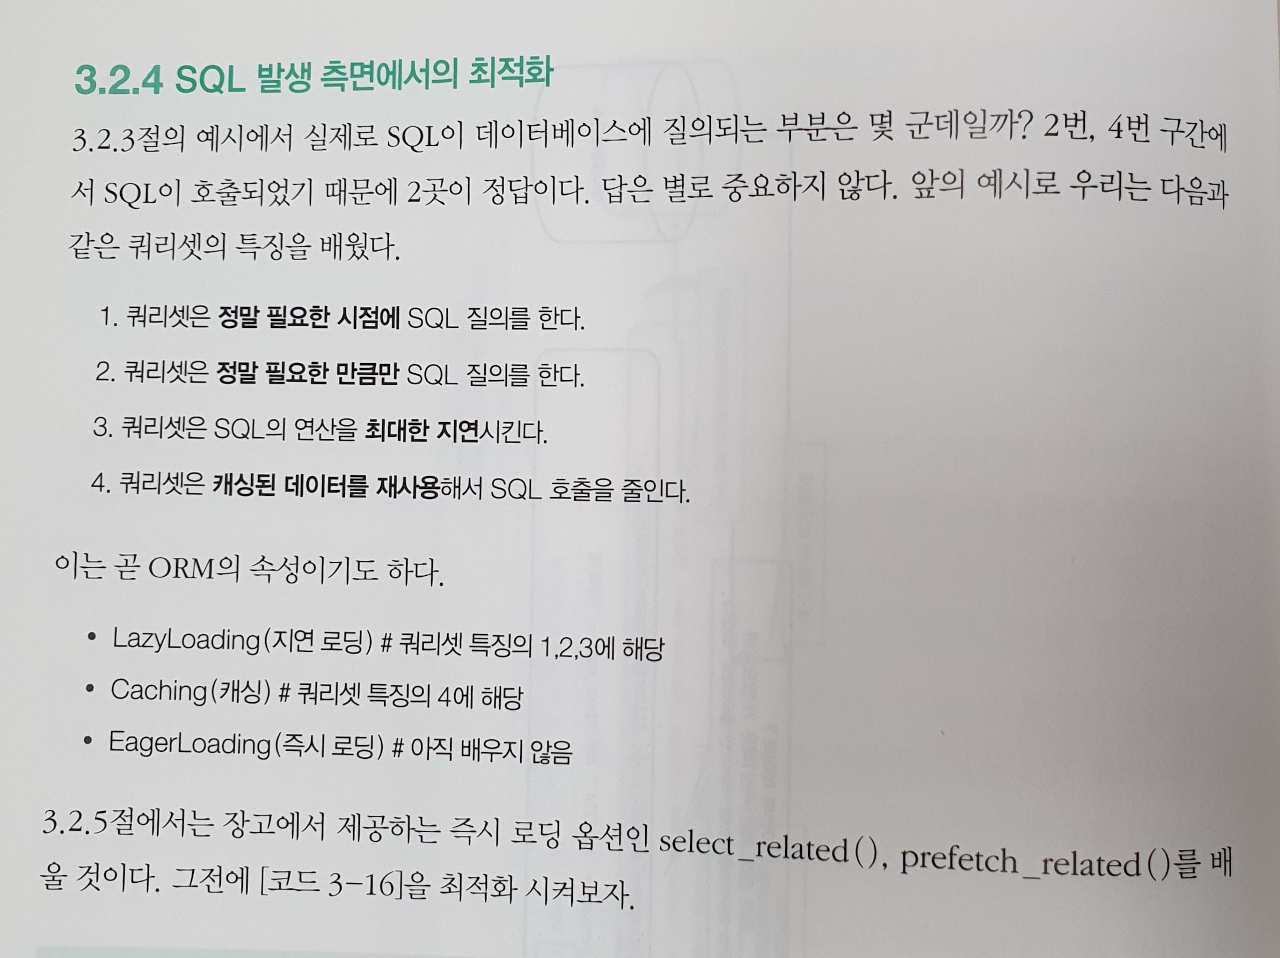 3.2.4 SQL 발생 측면에서의 최적화
3.2.3절의 예시에서 실제로 SQL이 데이터베이스에 질의되는 부분은 몇 군데일까? 2번, 4번 구간에
서 SQL이 호출되었기 때문에 2곳이 정답이다. 답은 별로 중요하지 않다. 앞의 예시로 우리는 다음과
같은 쿼리셋의 특징을 배웠다.
1. 쿼리셋은 정말 필요한 시점에 SQL 질의를 한다.
2. 쿼리셋은 정말 필요한 만큼만 SQL 질의를 한다.
3. 쿼리셋은 SQL의 연산을 최대한 지연시킨다.
4. 쿼리셋은 캐싱된 데이터를 재사용해서 SQL 호출을 줄인다.
이는 곧 ORM의 속성이기도 하다.
• LazyLoading(지연 로딩) # 쿼리셋 특징의 1,2,3에 해당
• Caching(캐싱) # 쿼리셋 특징의 4에 해당
• EagerLoading(즉시 로딩) # 아직 배우지 않음
3.2.5절에서는 장고에서 제공하는 즉시 로딩 옵션인 select_related(), prefetch_related()를 배
울 것이다. 그전에 [코드 3-16]을 최적화 시켜보자.